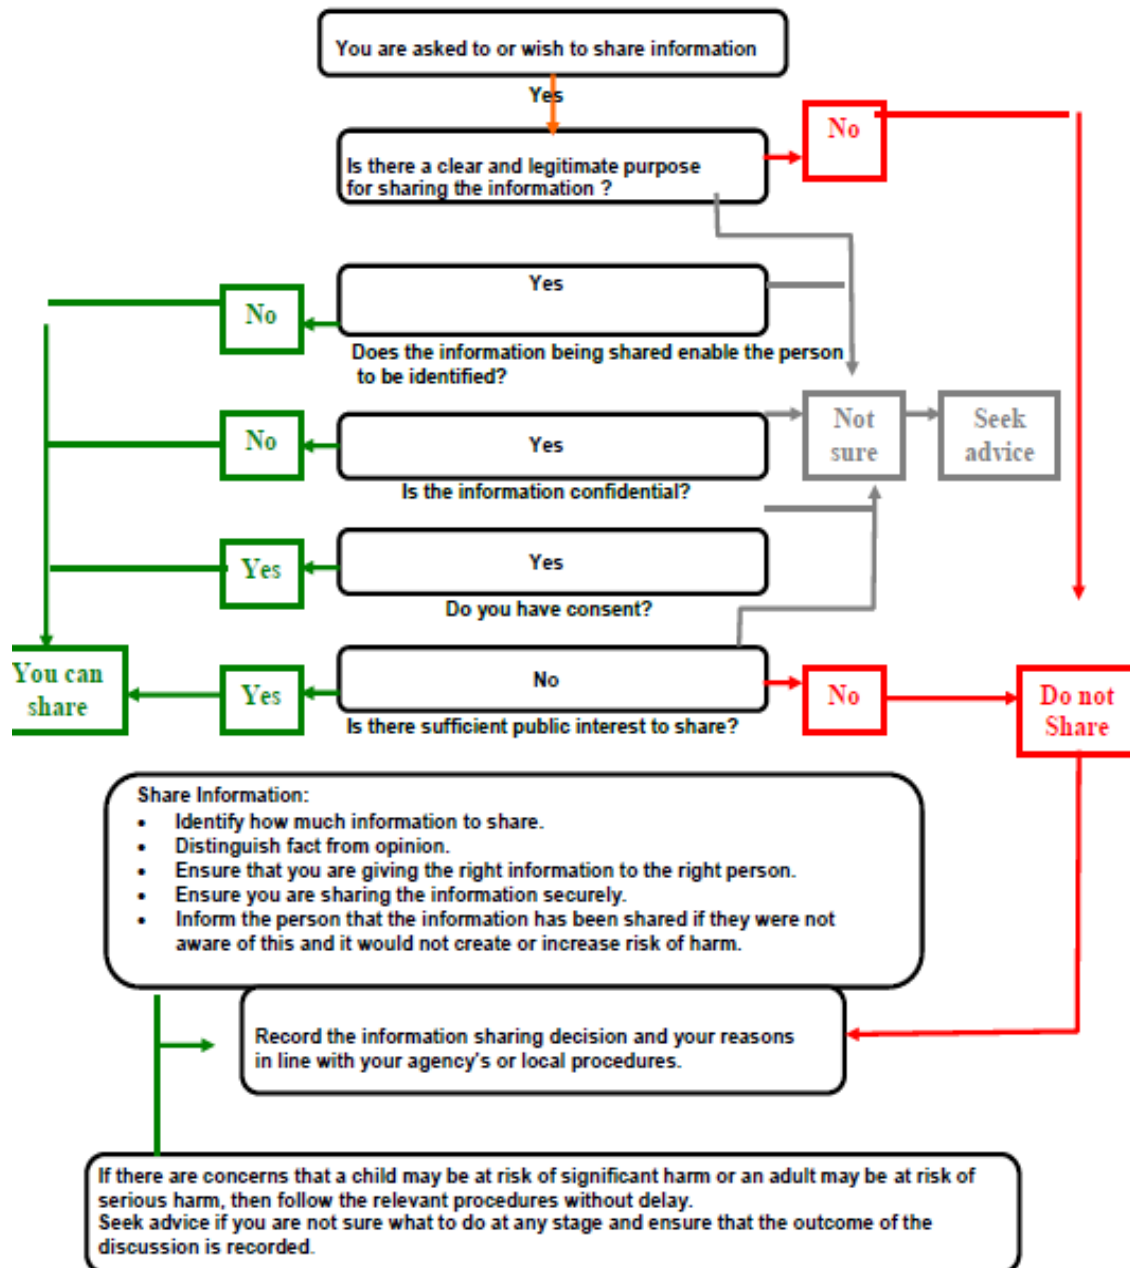 You are asked to or wish to share information
Yes
No
Is there a clear and legitimate purpose
for sharing the information ?
Yes
No
Does the information being shared enable the person
to be identified?
No
Yes
Not
sure
Seek
advice
Is the information confidential?
Yes
Yes
Do you have consent?
You can
share
Yes
No
No
Do not
Share
Is there sufficient public interest to share?
Share Information:
• Identify how much information to share.
• Distinguish fact from opinion.
• Ensure that you are giving the right information to the right person.
• Ensure you are sharing the information securely.
• Inform the person that the information has been shared if they were not
aware of this and it would not create or increase risk of harm.
Record the information sharing decision and your reasons
in line with your agency's or local procedures.
If there are concerns that a child may be at risk of significant harm or an adult may be at risk of
serious harm, then follow the relevant procedures without delay.
Seek advice if you are not sure what to do at any stage and ensure that the outcome of the
discussion is recorded.